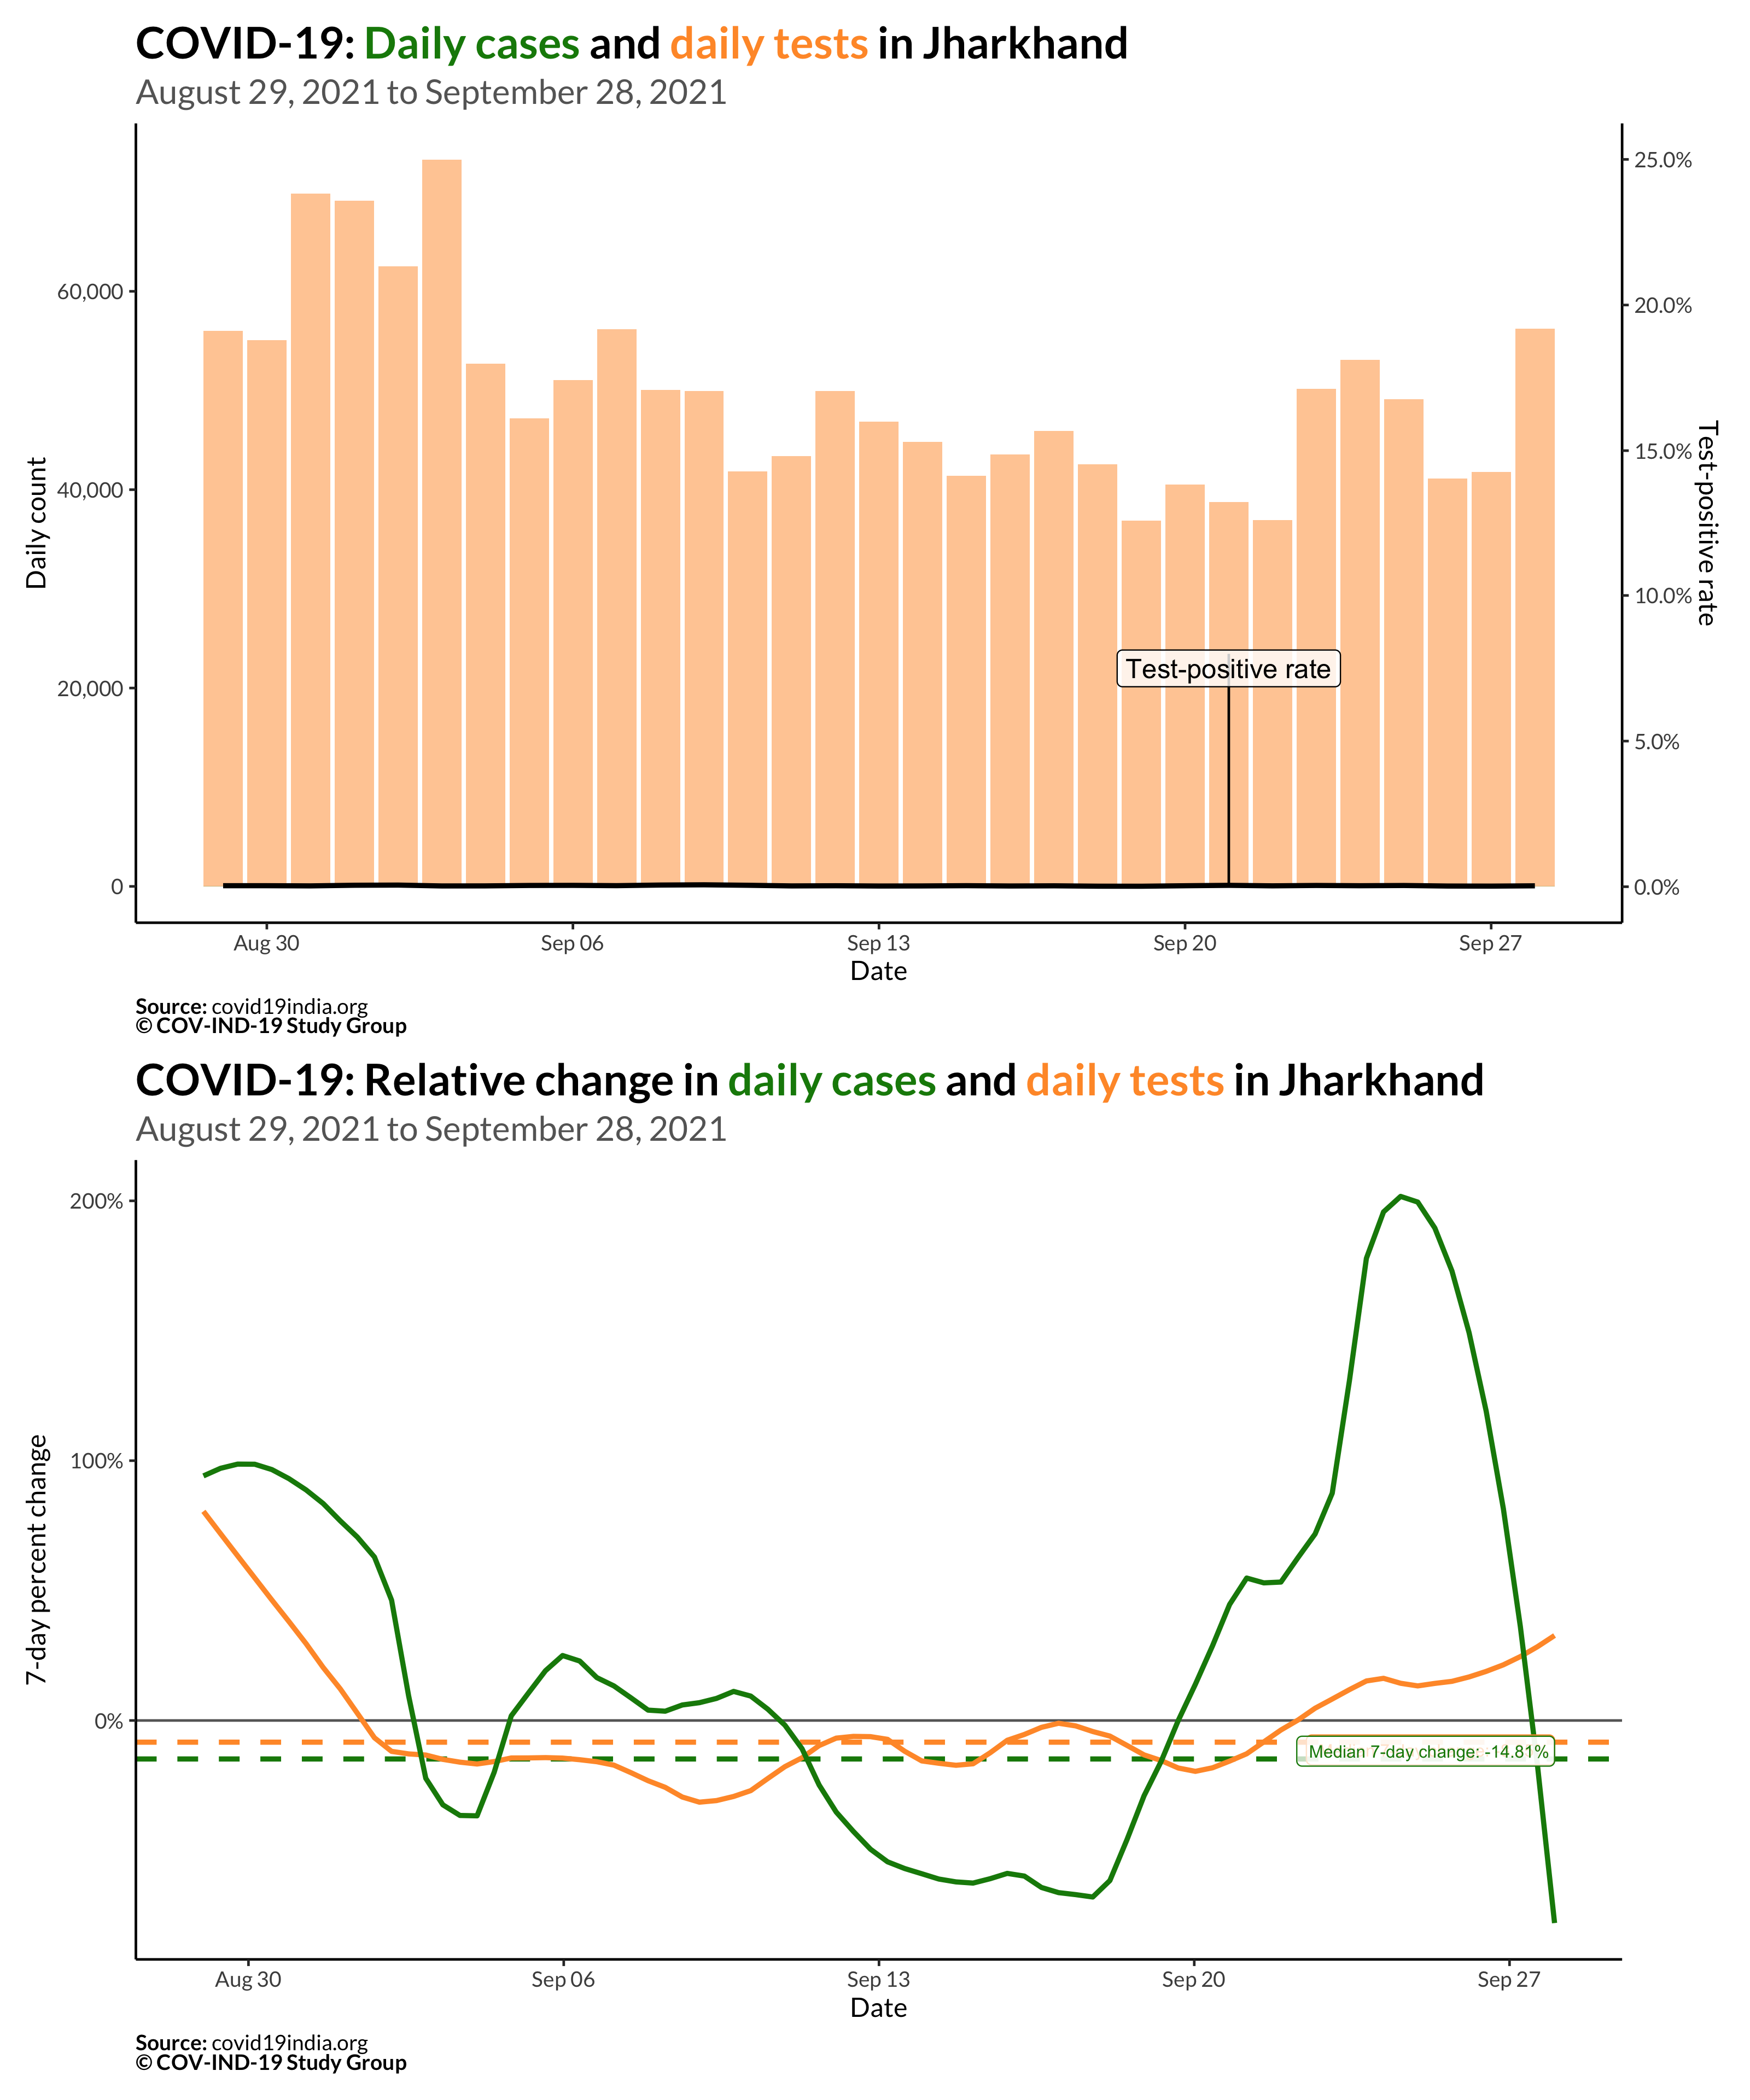 COVID-19: Daily cases and daily tests in Jharkhand
August 29, 2021 to September 28, 2021
Daily count
60,000
40,000
20,000
0
25.0%
20.0%
15.0%
10.0%
5.0%
0.0%
Test-positive rate
Test-positive rate
Aug 30
Sep 06
Sep 13
Sep 20
Sep 27
Date
Source: covid19india.org
© COV-IND-19 Study Group
COVID-19: Relative change in daily cases and daily tests in Jharkhand
August 29, 2021 to September 28, 2021
7-day percent change
200%
100%
0%
Median 7-day change: -14.81%
Aug 30
Sep 06
Sep 13
Sep 20
Sep 27
Date
Source: covid19india.org
© COV-IND-19 Study Group